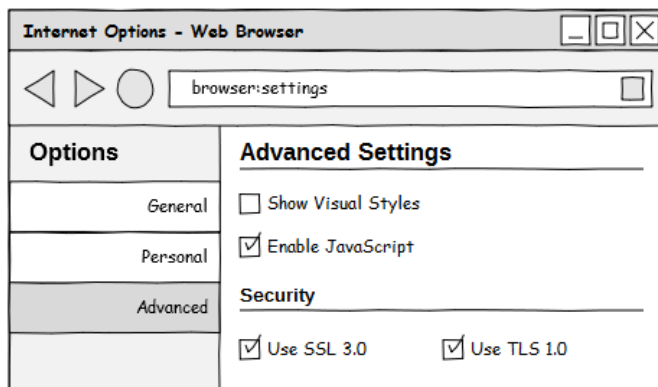 Internet Options - Web Browser
browser:settings
Options
General
Personal
Advanced
Advanced Settings
Show Visual Styles
Enable JavaScript
Security
Use SSL 3.0 Use TLS 1.0